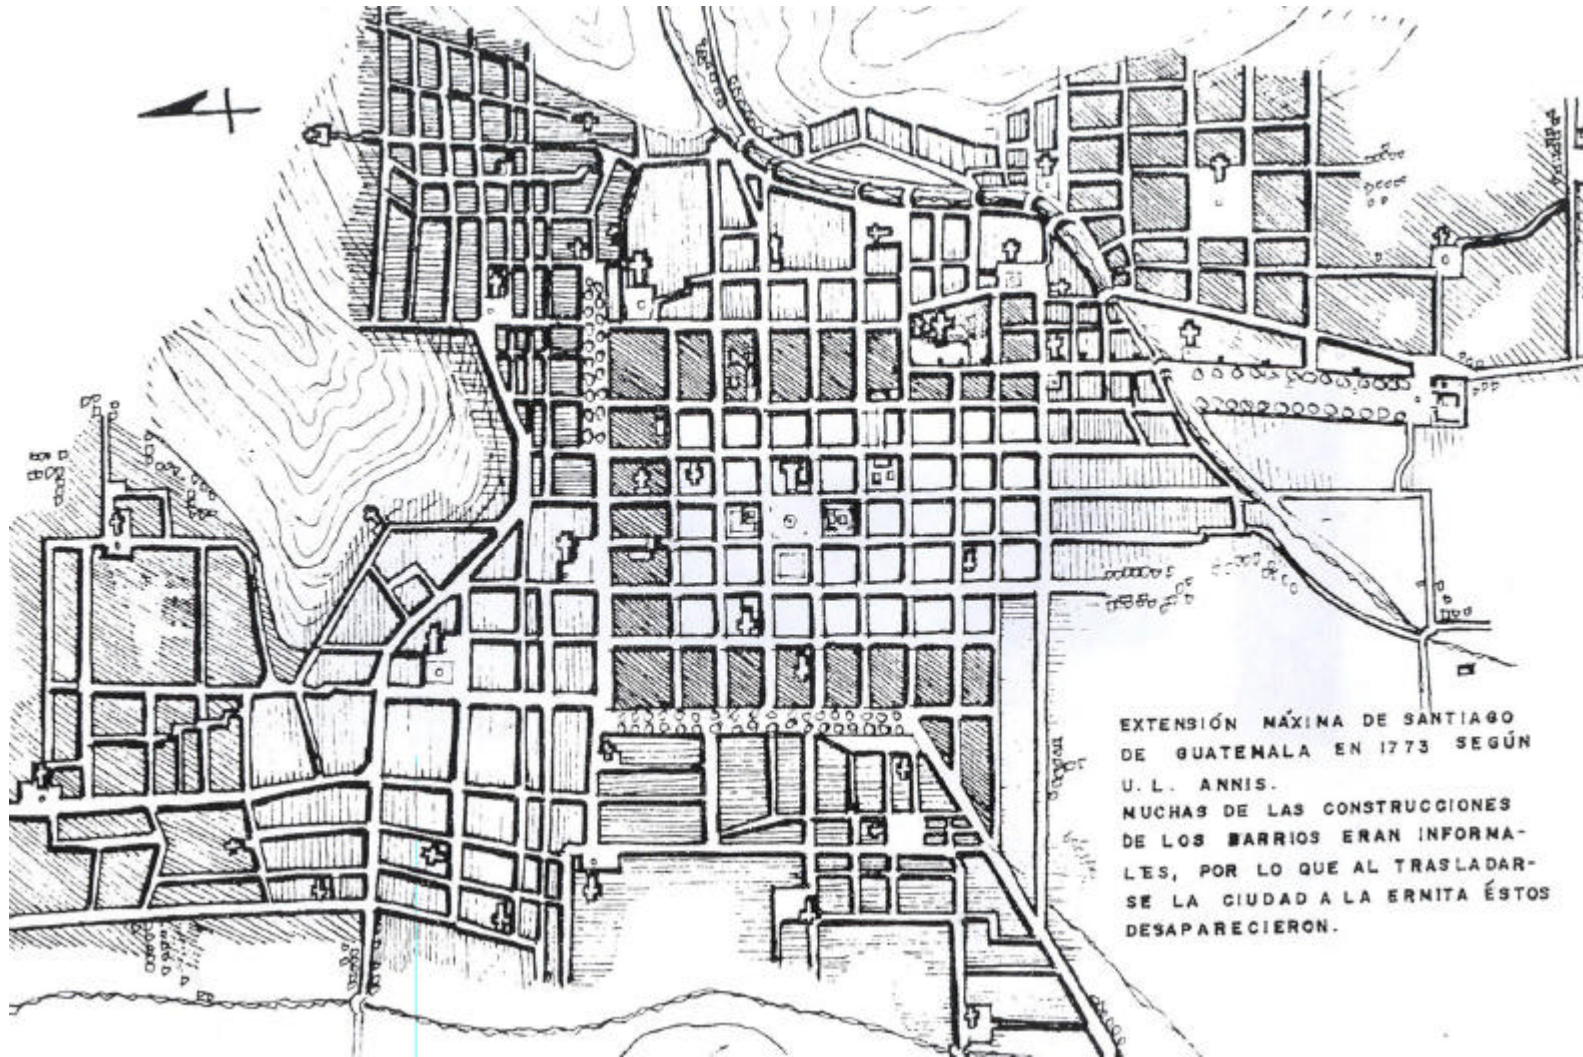 EXTENSIÓN MÁXIMA DE SANTIAGO
DE GUATEMALA EN 1773 SEGÚN
U. L. ANNIS.
MUCHAS DE LAS CONSTRUCCIONES
DE LOS BARRIOS ERAN INFORMA-
LES, POR LO QUE AL TRASLADAR-
SE LA CIUDAD A LA ERMITA ÉSTOS
DESAPARECIERON.